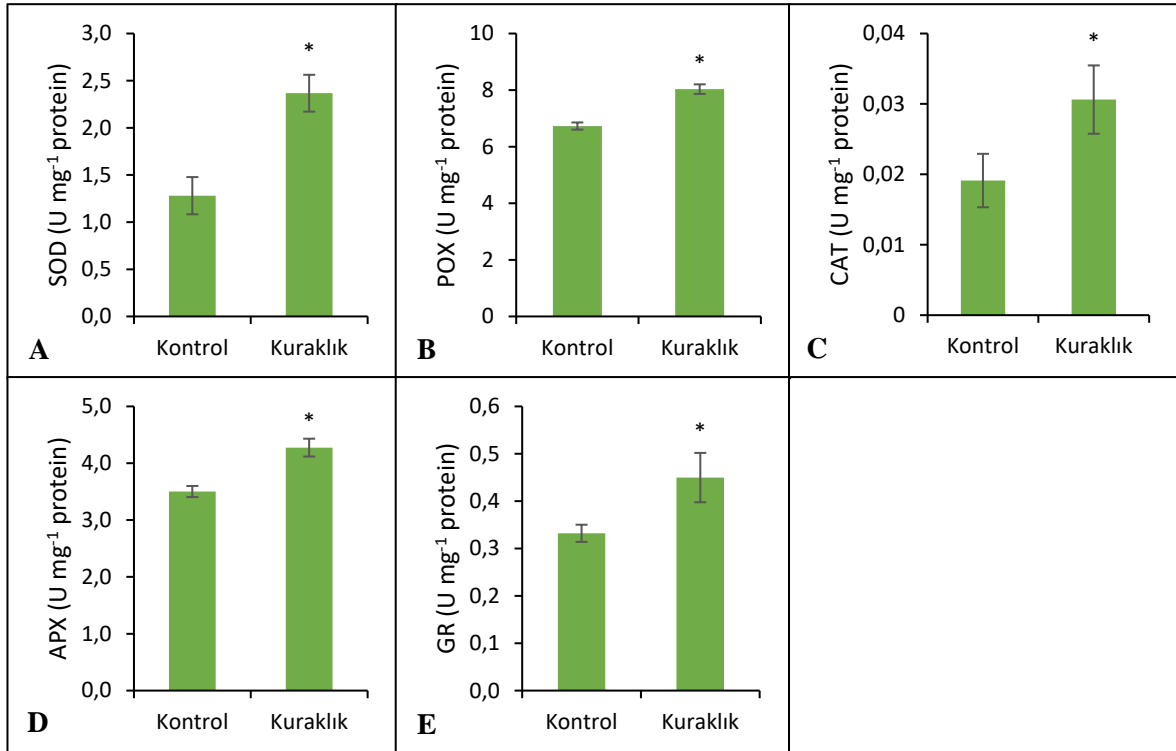 SOD (U mg⁻¹ protein)
3,0
2,5
2,0
1,5
1,0
0,5
0,0
*
Kontrol Kuraklık
A
POX (U mg⁻¹ protein)
10
8
6
4
2
0
*
Kontrol Kuraklık
B
CAT (U mg⁻¹ protein)
0,04
0,03
0,02
0,01
0
*
Kontrol Kuraklık
C
APX (U mg⁻¹ protein)
5,0
4,0
3,0
2,0
1,0
0,0
*
Kontrol Kuraklık
D
GR (U mg⁻¹ protein)
0,6
0,5
0,4
0,3
0,2
0,1
0,0
*
Kontrol Kuraklık
E